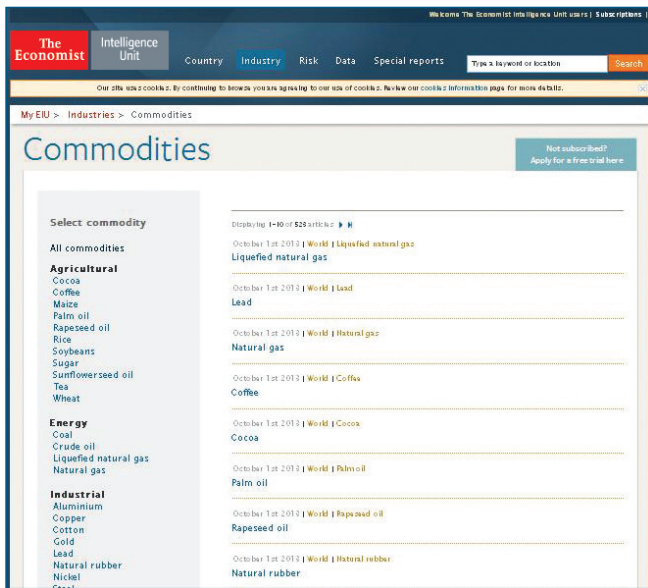 Welcome The Economist Intelligence Unit users | Subscriptions |
The Economist
Intelligence Unit
Country Industry Risk Data Special reports
Type a keyword or location
Search
Our site uses cookies. By continuing to browse you are agreeing to our use of cookies. Review our cookies information page for more details.
My EIU > Industries > Commodities
Commodities
Not subscribed?
Apply for a free trial here
Select commodity
All commodities
Agricultural
Cocoa
Coffee
Maize
Palm oil
Rapeseed oil
Rice
Soybeans
Sugar
Sunflowerseed oil
Tea
Wheat
Energy
Coal
Crude oil
Liquefied natural gas
Natural gas
Industrial
Aluminium
Copper
Cotton
Gold
Lead
Natural rubber
Nickel
Displaying 1-10 of 528 articles
October 1st 2018 | World | Liquefied natural gas
Liquefied natural gas
October 1st 2018 | World | Lead
Lead
October 1st 2018 | World | Natural gas
Natural gas
October 1st 2018 | World | Coffee
Coffee
October 1st 2018 | World | Cocoa
Cocoa
October 1st 2018 | World | Palm oil
Palm oil
October 1st 2018 | World | Rapeseed oil
Rapeseed oil
October 1st 2018 | World | Natural rubber
Natural rubber